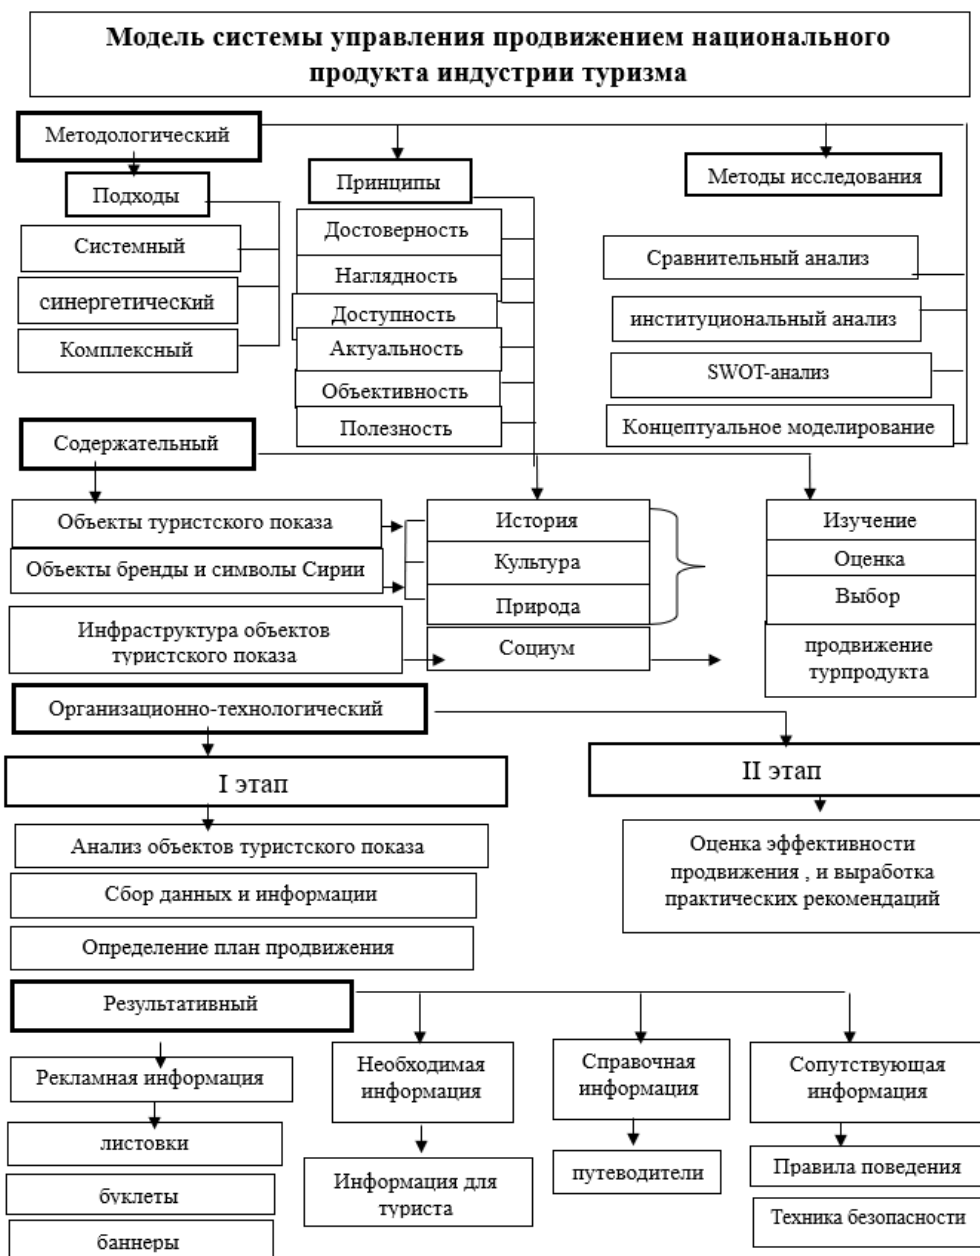 Модель системы управления продвижением национального
продукта индустрии туризма
Методологический
Подходы
Системный
синергетический
Комплексный
Принципы
Достоверность
Наглядность
Доступность
Актуальность
Объективность
Полезность
Методы исследования
Сравнительный анализ
институциональный анализ
SWOT-анализ
Концептуальное моделирование
Содержательный
Объекты туристского показа
Объекты бренды и символы Сирии
Инфраструктура объектов
туристского показа
История
Культура
Природа
Социум
Изучение
Оценка
Выбор
продвижение
турпродукта
Организационно-технологический
I этап
Анализ объектов туристского показа
Сбор данных и информации
Определение план продвижения
II этап
Оценка эффективности
продвижения , и выработка
практических рекомендаций
Результативный
Рекламная информация
листовки
буклеты
баннеры
Необходимая
информация
Информация для
туриста
Справочная
информация
путеводители
Сопутствующая
информация
Правила поведения
Техника безопасности